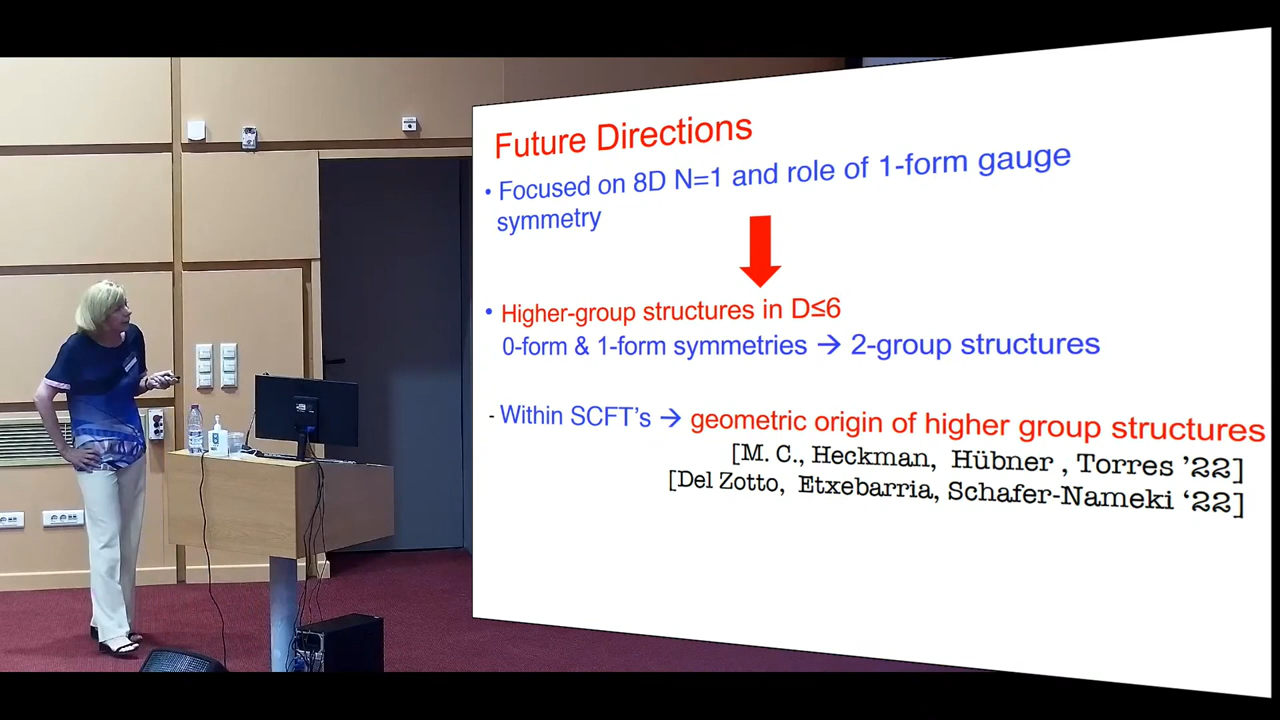 Future Directions
• Focused on 8D N=1 and role of 1-form gauge
symmetry
• Higher-group structures in D≤6
0-form & 1-form symmetries → 2-group structures
- Within SCFT's → geometric origin of higher group structures
[M. C., Heckman, Hübner , Torres '22]
[Del Zotto, Etxebarria, Schafer-Nameki ‘22]